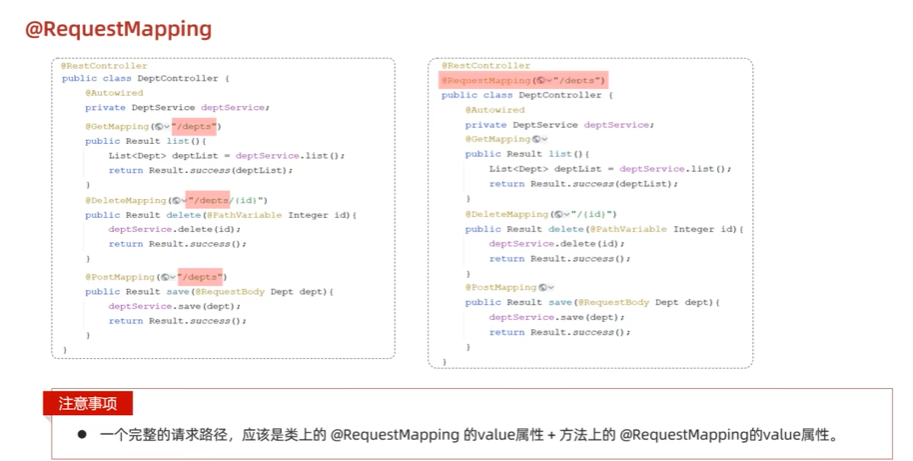 @RequestMapping
@RestController
public class DeptController {
@Autowired
private DeptService deptService;
@GetMapping("/depts")
public Result list(){
List<Dept> deptList = deptService.list();
return Result.success(deptList);
}
@DeleteMapping("/depts/{id}")
public Result delete(@PathVariable Integer id){
deptService.delete(id);
return Result.success();
}
@PostMapping("/depts")
public Result save(@RequestBody Dept dept){
deptService.save(dept);
return Result.success();
}
}
@RestController
@RequestMapping("/depts")
public class DeptController {
@Autowired
private DeptService deptService;
@GetMapping
public Result list(){
List<Dept> deptList = deptService.list();
return Result.success(deptList);
}
@DeleteMapping("/{id}")
public Result delete(@PathVariable Integer id){
deptService.delete(id);
return Result.success();
}
@PostMapping
public Result save(@RequestBody Dept dept){
deptService.save(dept);
return Result.success();
}
}
注意事项
● 一个完整的请求路径，应该是类上的 @RequestMapping 的value属性 + 方法上的 @RequestMapping的value属性。